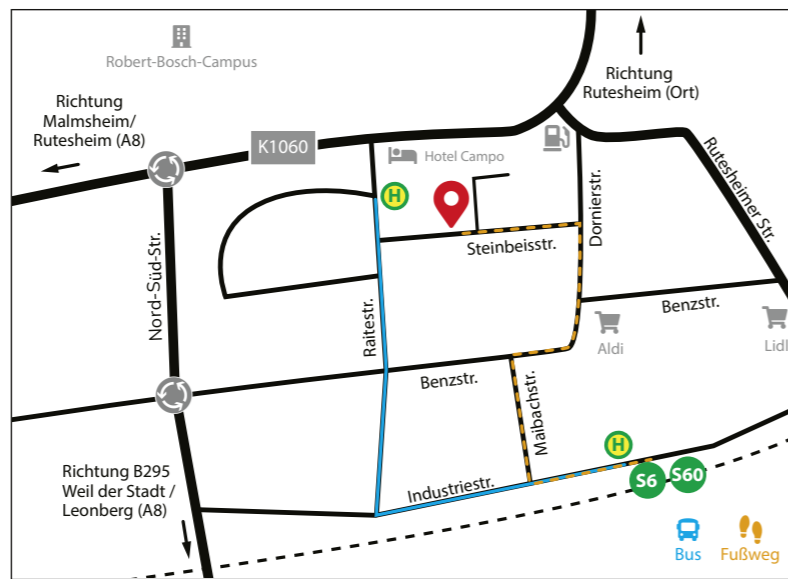 Robert-Bosch-Campus
Richtung
Rutesheim (Ort)
Richtung
Malmsheim/
Rutesheim (A8)
K1060
Hotel Campo
Rutesheimer Str.
H
Dornierstr.
Steinbeisstr.
Nord-Süd-Str.
Raitestr.
Benzstr.
Aldi
Lidl
Benzstr.
Maibachstr.
H
Richtung B295
Weil der Stadt /
Leonberg (A8)
Industriestr.
S6
S60
Bus
Fußweg